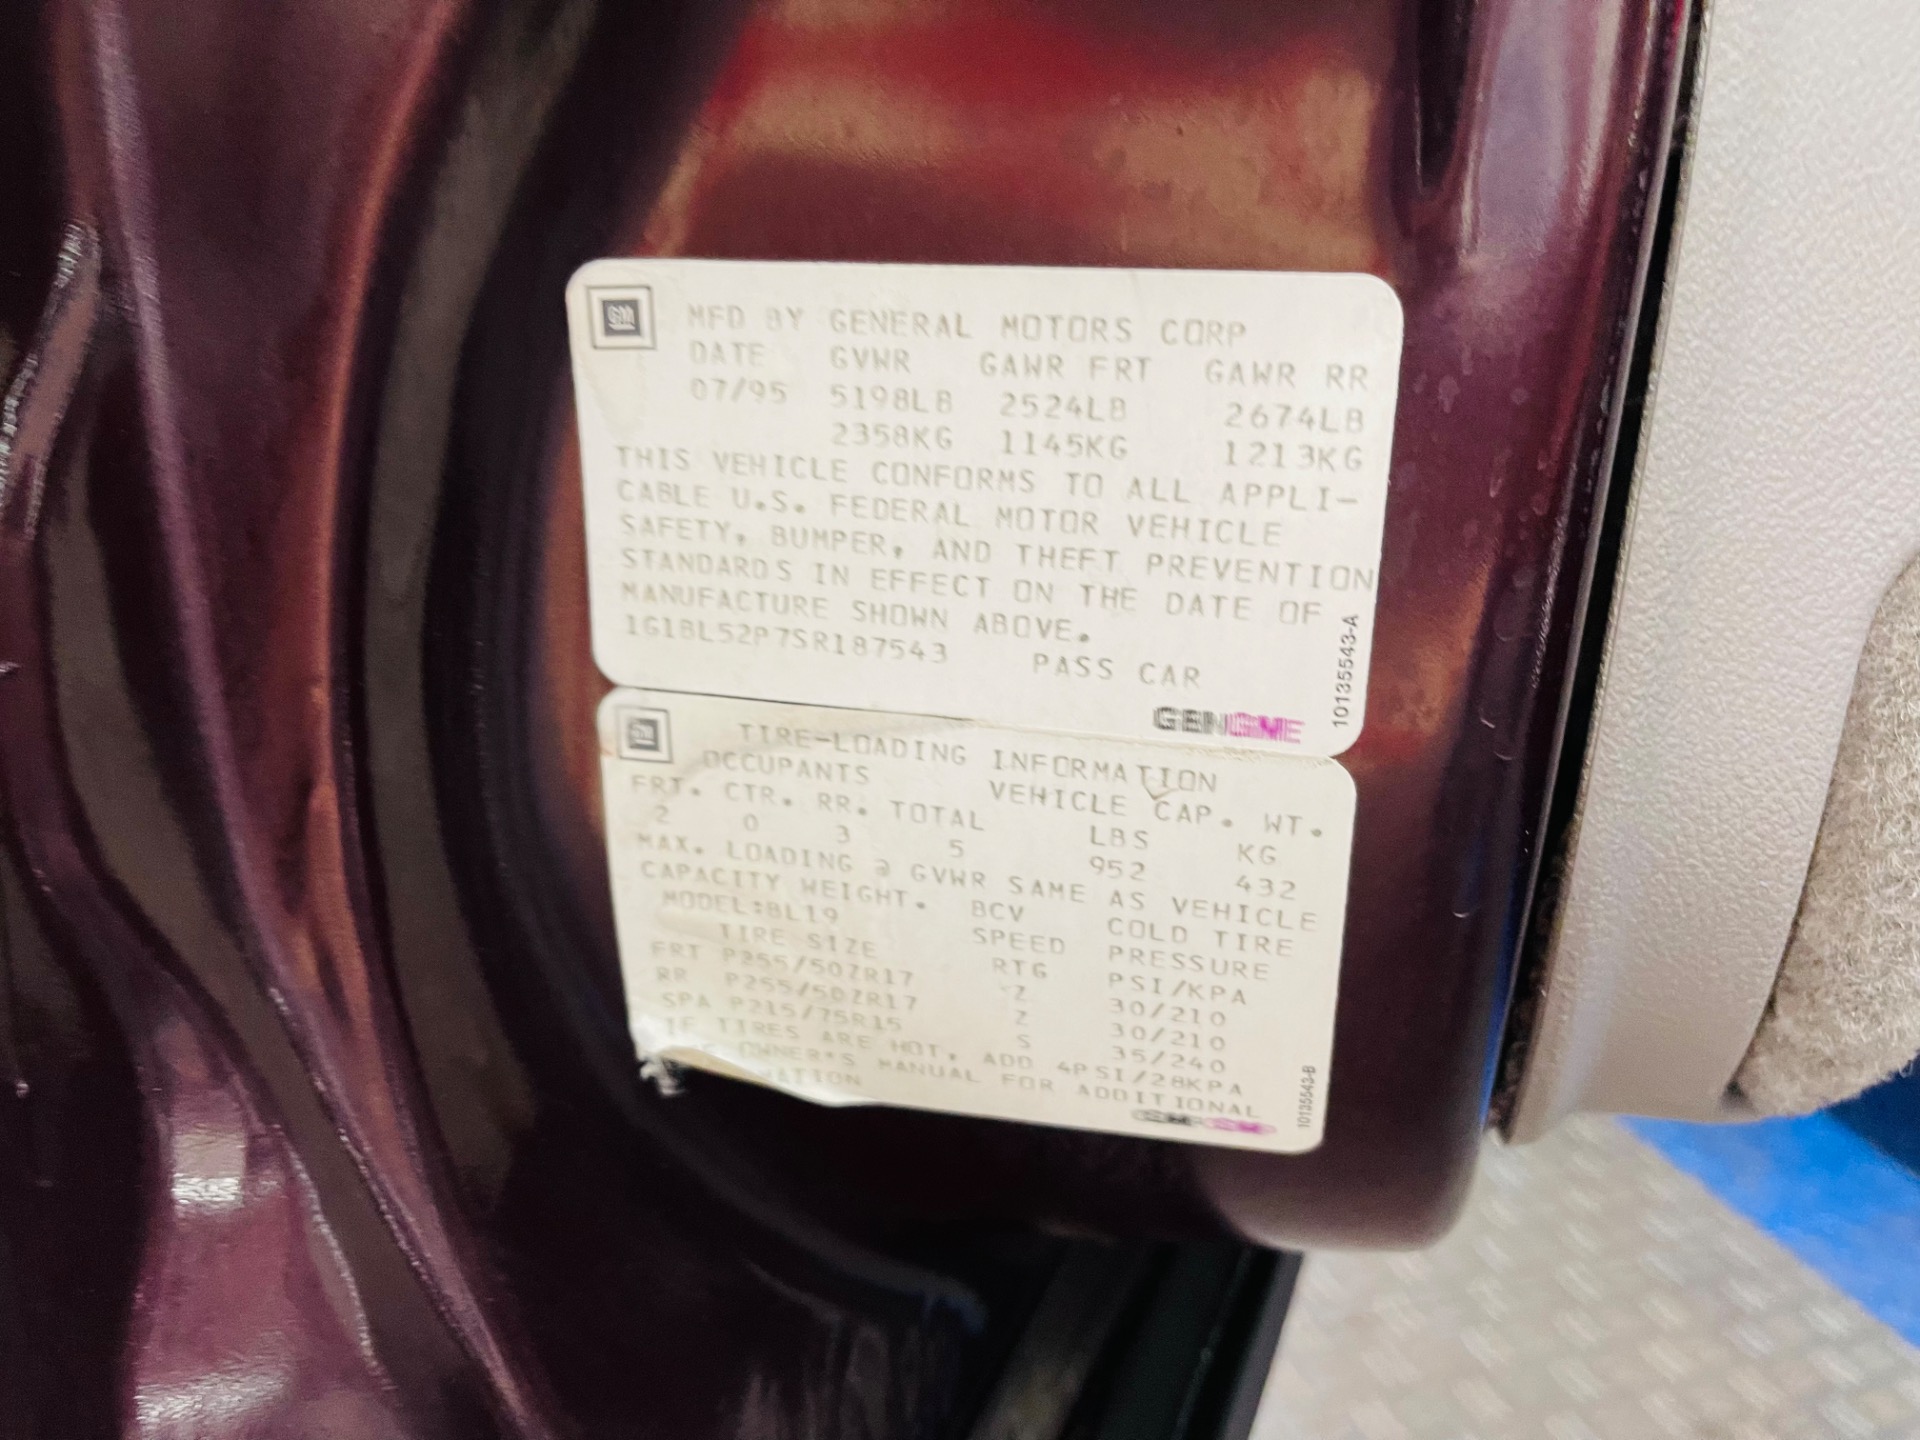 GM
MFD BY GENERAL MOTORS CORP
DATE GVWR GAWR FRT GAWR RR
07/95 5198LB 2524LB 2674LB
2358KG 1145KG 1213KG
THIS VEHICLE CONFORMS TO ALL APPLI-
CABLE U.S. FEDERAL MOTOR VEHICLE
SAFETY, BUMPER, AND THEFT PREVENTION
STANDARDS IN EFFECT ON THE DATE OF
MANUFACTURE SHOWN ABOVE.
1G1BL52P7SR187543 PASS CAR
10135543-A
GM
TIRE-LOADING INFORMATION
OCCUPANTS VEHICLE CAP. WT.
FRT. CTR. RR. TOTAL LBS KG
2 0 3 5 952 432
MAX. LOADING @ GVWR SAME AS VEHICLE
CAPACITY WEIGHT. BCV COLD TIRE
MODEL:BL19 SPEED PRESSURE
TIRE SIZE RTG PSI/KPA
FRT P255/50ZR17 Z 30/210
RR P255/50ZR17 Z 30/210
SPA P215/75R15 S 35/240
IF TIRES ARE HOT, ADD 4PSI/28KPA
OWNER'S MANUAL FOR ADDITIONAL
MATION
10135543-B